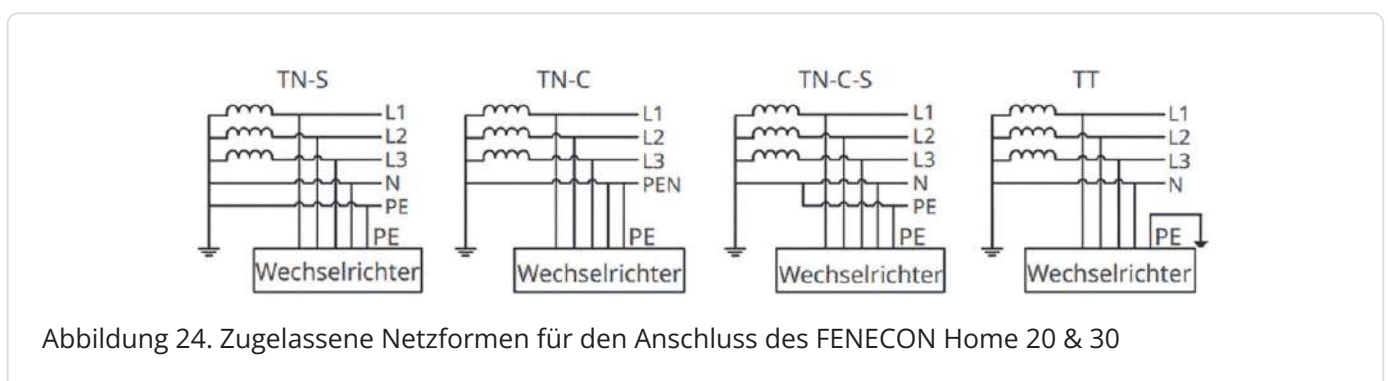 TN-S TN-C TN-C-S TT
L1 L1 L1 L1
L2 L2 L2 L2
L3 L3 L3 L3
N PEN N N
PE PE
PE PE PE PE
Wechselrichter Wechselrichter Wechselrichter Wechselrichter
Abbildung 24. Zugelassene Netzformen für den Anschluss des FENECON Home 20 & 30